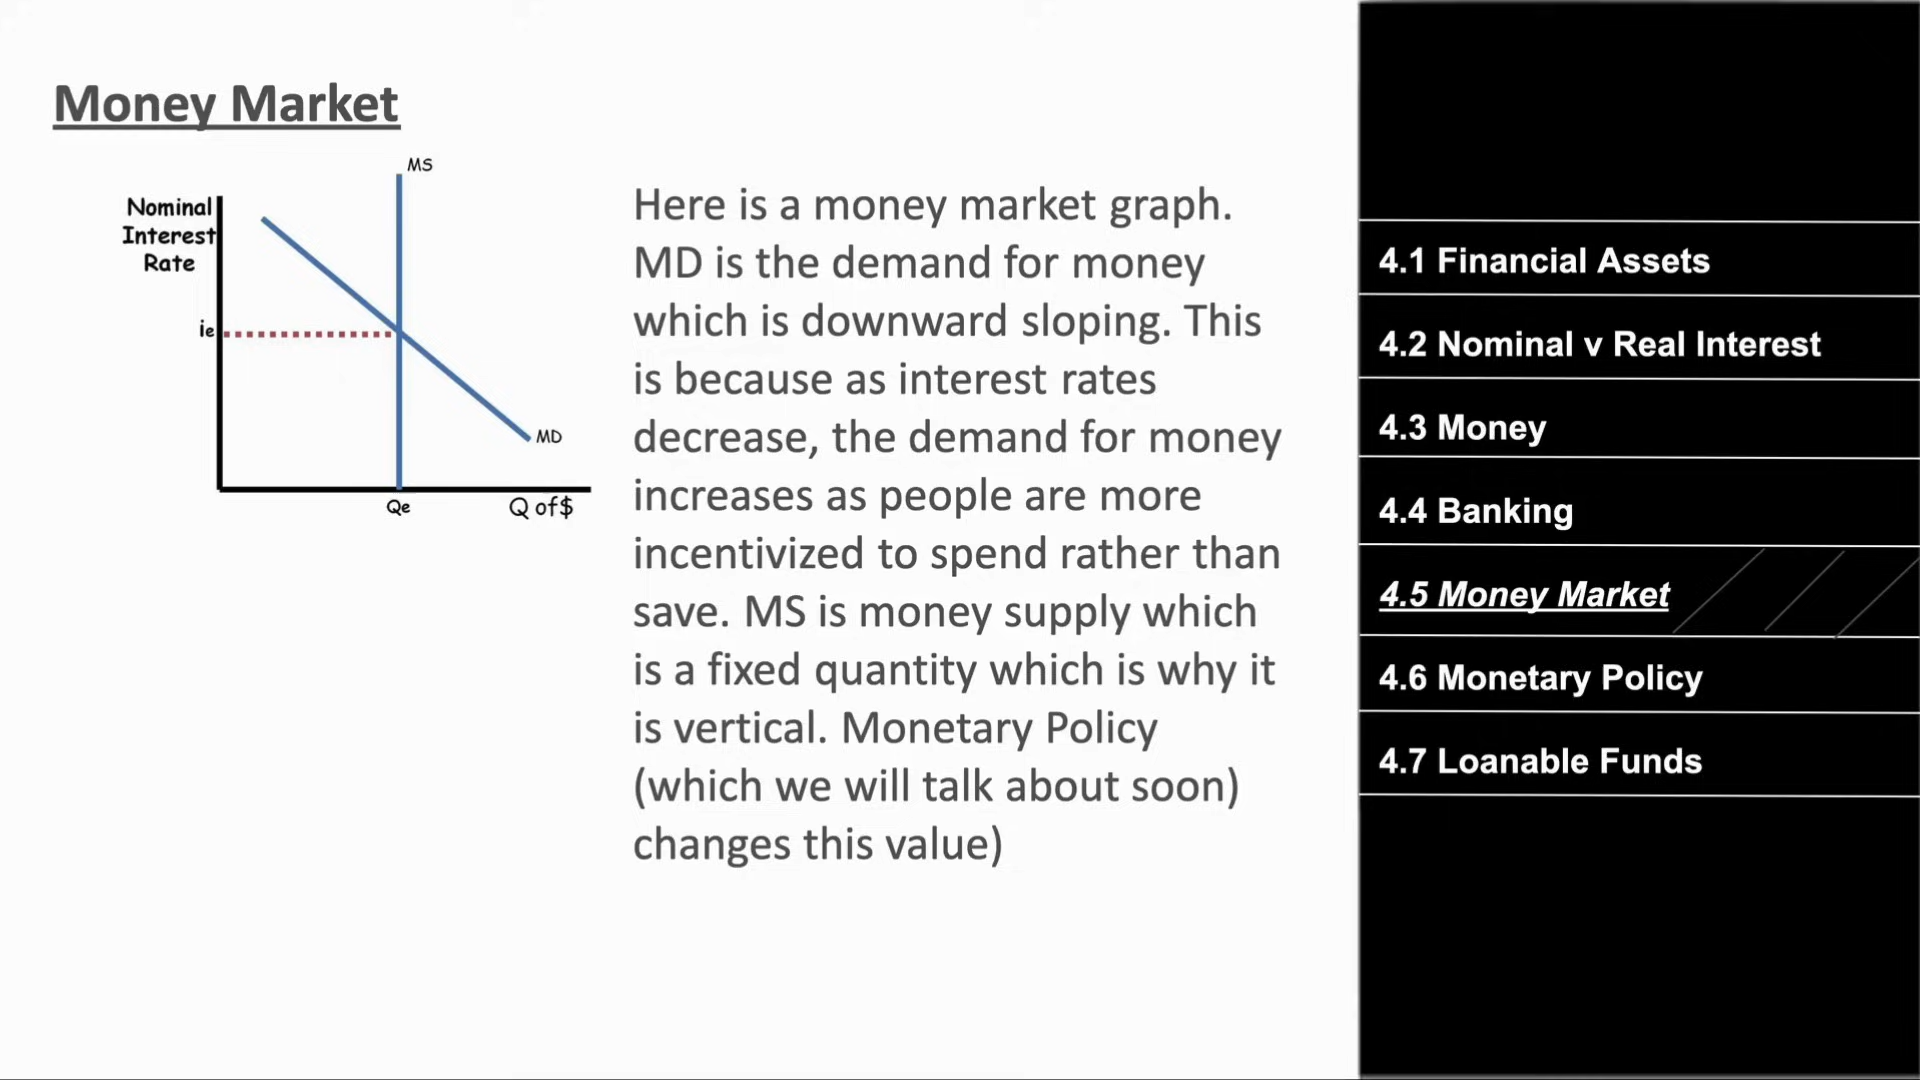 Money Market
MS
Nominal
Interest
Rate
ie
MD
Qe
Q of $
Here is a money market graph.
MD is the demand for money
which is downward sloping. This
is because as interest rates
decrease, the demand for money
increases as people are more
incentivized to spend rather than
save. MS is money supply which
is a fixed quantity which is why it
is vertical. Monetary Policy
(which we will talk about soon)
changes this value)
4.1 Financial Assets
4.2 Nominal v Real Interest
4.3 Money
4.4 Banking
4.5 Money Market
4.6 Monetary Policy
4.7 Loanable Funds